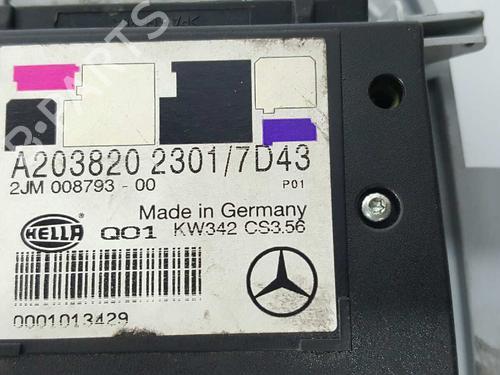 A203820 2301/7D43
2JM 008793 - 00 P01
Made in Germany
HELLA Q01 KW342 CS3.56
0001013429